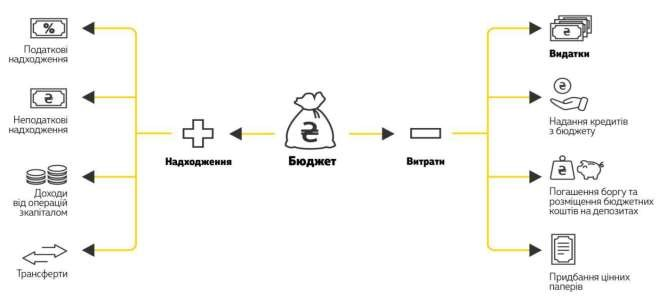 Податкові
надходження
Неподаткові
надходження
Доходи
від операцій
зкапіталом
Трансферти
Надходження
Бюджет
Витрати
Видатки
Надання кредитів
з бюджету
Погашення боргу та
розміщення бюджетних
коштів на депозитах
Придбання цінних
паперів